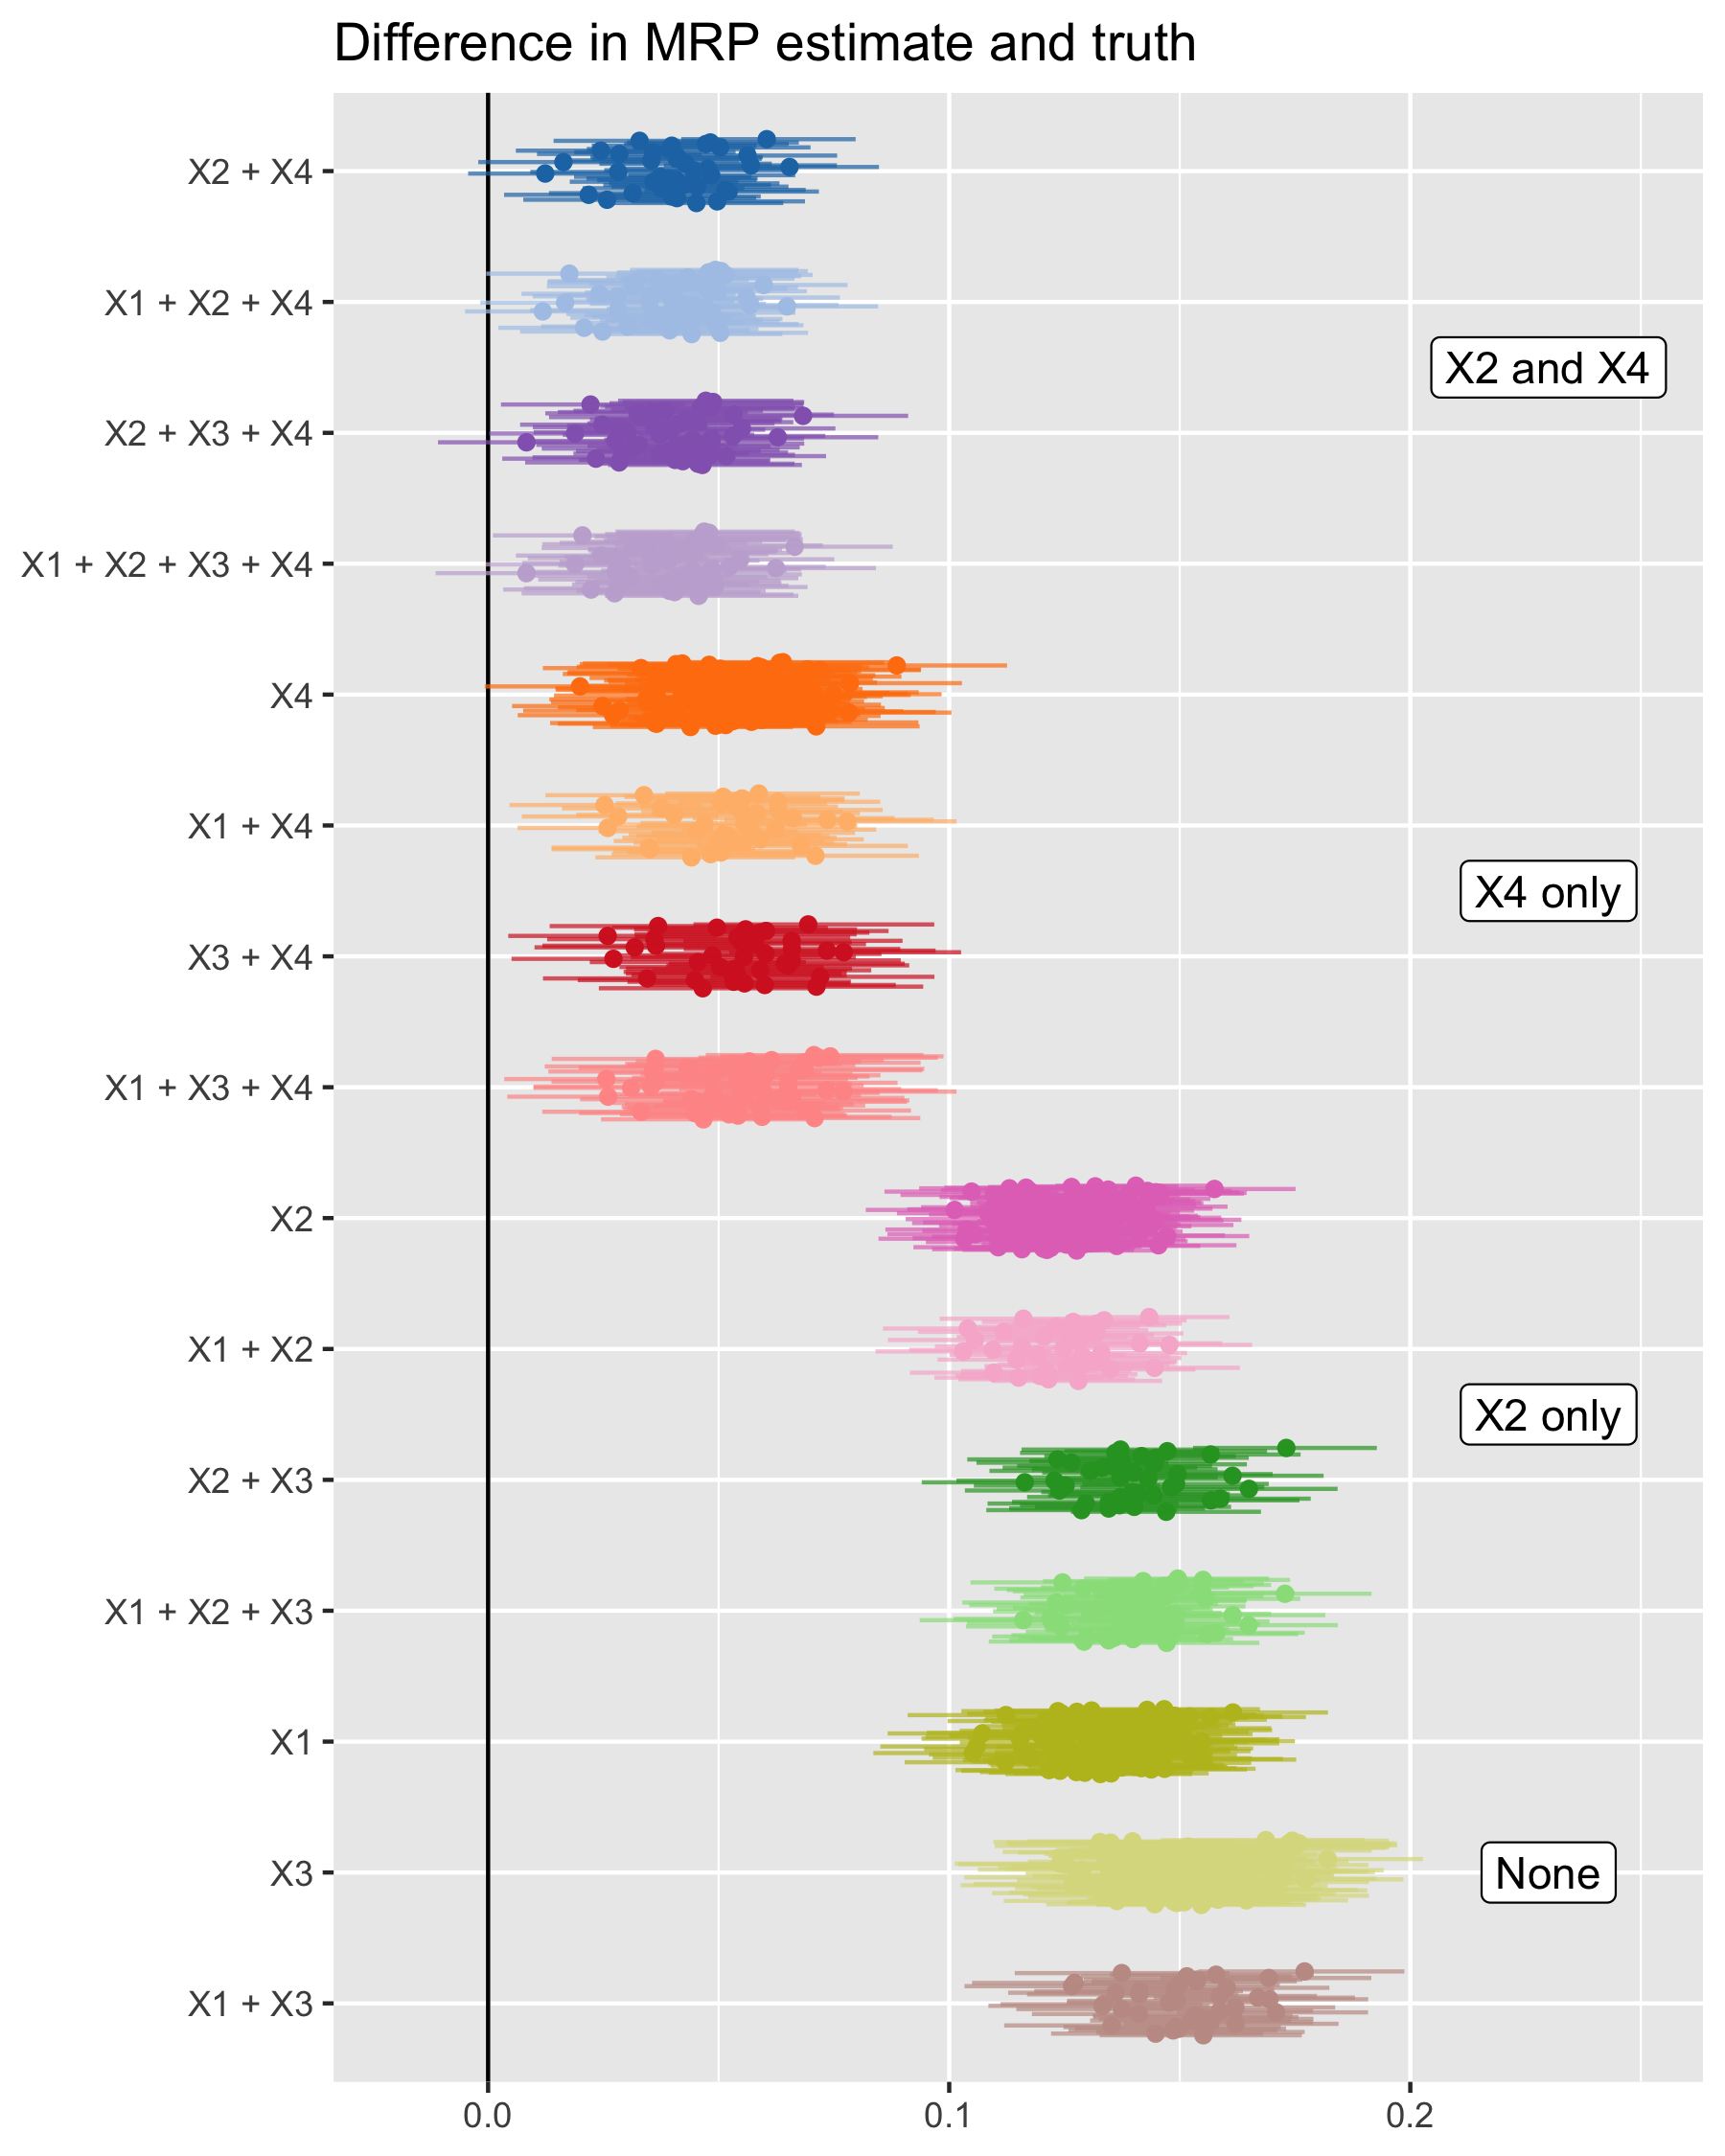 Difference in MRP estimate and truth
X2 + X4
X1 + X2 + X4
X2 and X4
X2 + X3 + X4
X1 + X2 + X3 + X4
X4
X1 + X4
X4 only
X3 + X4
X1 + X3 + X4
X2
X1 + X2
X2 only
X2 + X3
X1 + X2 + X3
X1
X3
None
X1 + X3
0.0
0.1
0.2